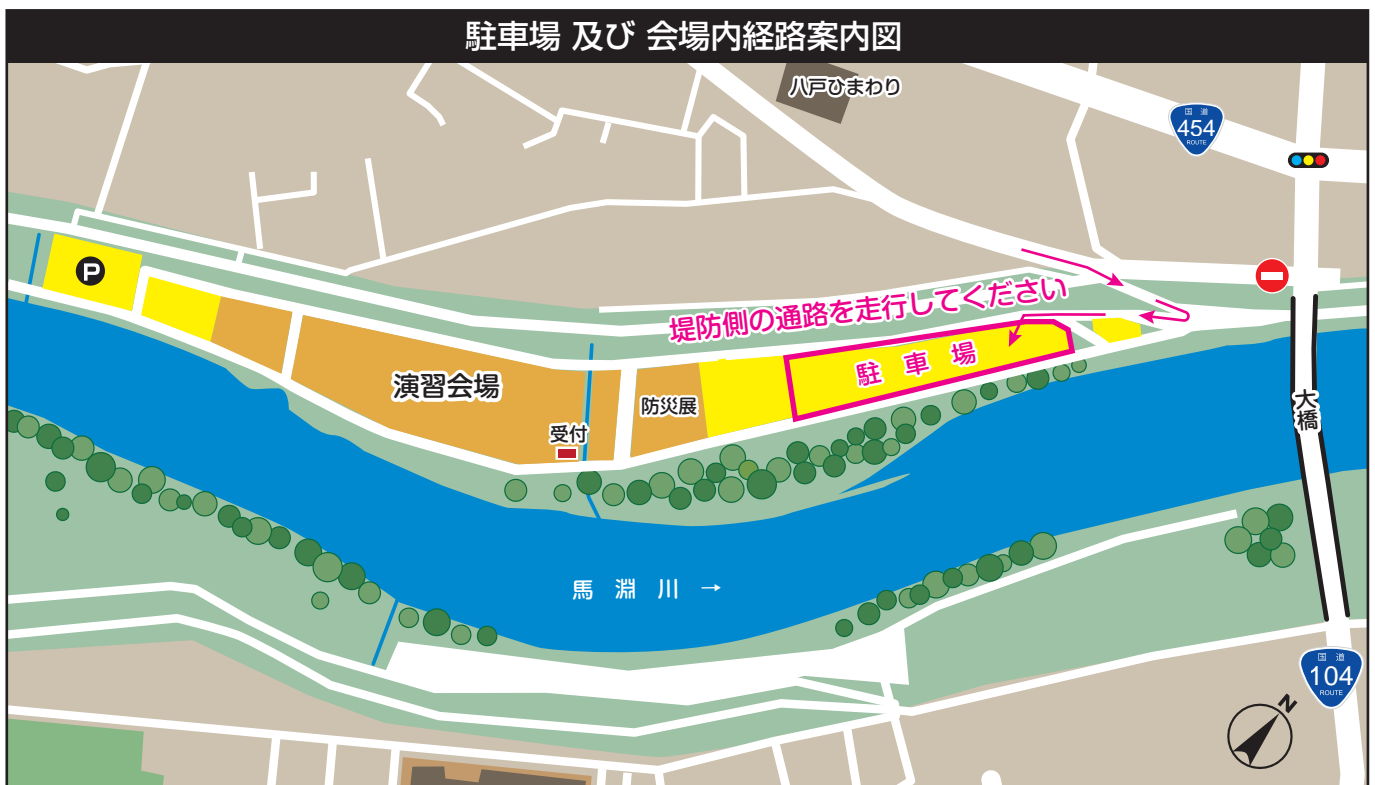 駐車場 及び 会場内経路案内図
八戸ひまわり
国道
454
ROUTE
P
堤防側の通路を走行してください
駐車場
演習会場
防災展
受付
大橋
馬淵川→
国道
104
ROUTE
N